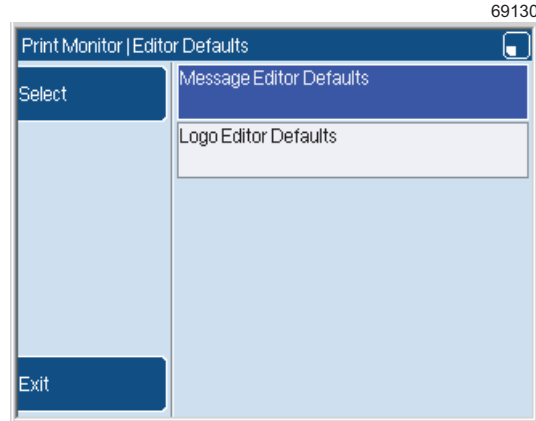 69130
Print Monitor | Editor Defaults
Select
Message Editor Defaults
Logo Editor Defaults
Exit